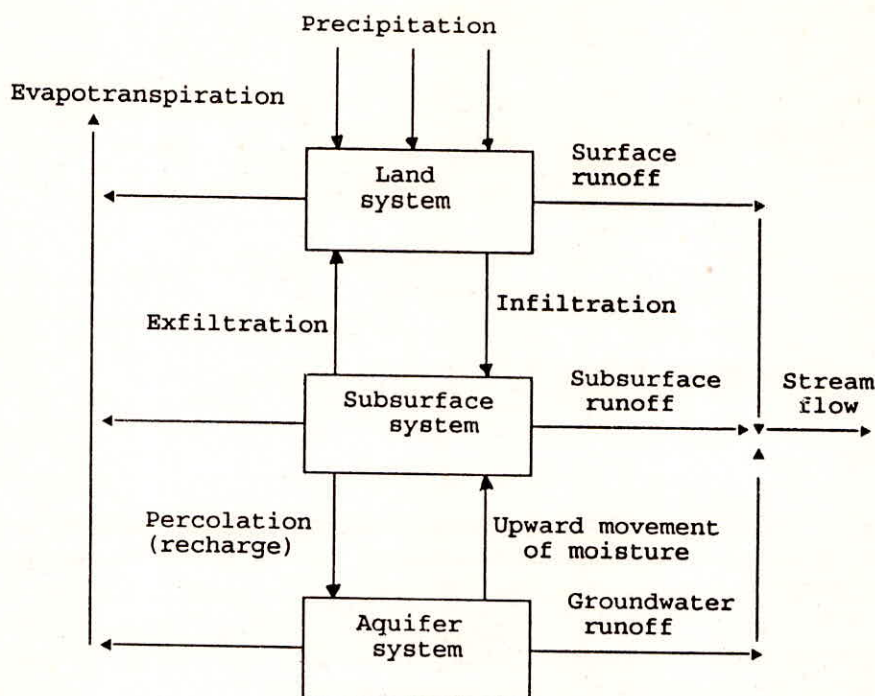 Precipitation
Evapotranspiration
Land
system
Surface
runoff
Exfiltration
Infiltration
Subsurface
system
Subsurface
runoff
Stream
flow
Percolation
(recharge)
Upward movement
of moisture
Aquifer
system
Groundwater
runoff